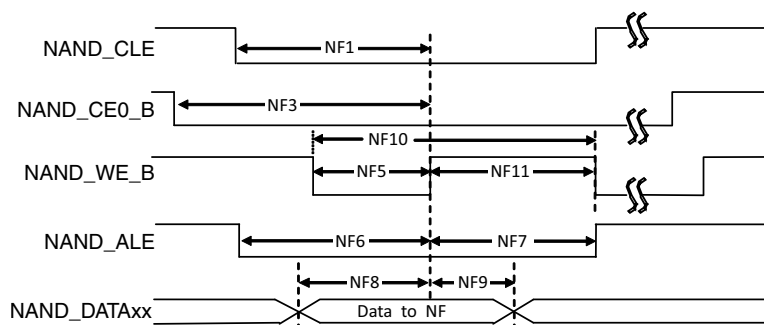 NAND_CLE
NF1
NAND_CE0_B
NF3
NF10
NAND_WE_B
NF5
NF11
NAND_ALE
NF6
NF7
NF8
NF9
NAND_DATAxx
Data to NF